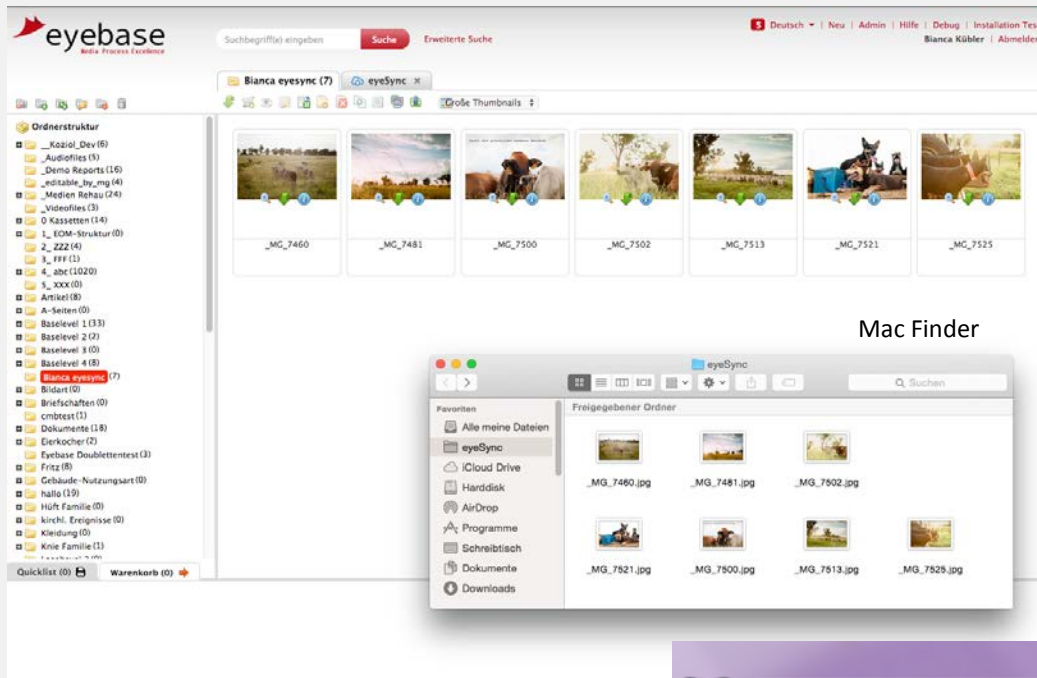 eyebase
Media Process Excellence
Suchbegriff(e) eingeben
Suche
Erweiterte Suche
5 Deutsch | Neu | Admin | Hilfe | Debug | Installation Tes
Bianca Kübler | Abmelden
Bianca eyesync (7)
eyeSync ×
Große Thumbnails
Ordnerstruktur
__Koziol_Dev (6)
_Audiofiles (5)
_Demo Reports (16)
_editable_by_mg (4)
_Medien Rehau (24)
_Videofiles (3)
0 Kassetten (14)
1_ EOM-Struktur (0)
2_ ZZZ (4)
3_ FFF (1)
4_ abc (1020)
5_ XXX (0)
Artikel (8)
A-Seiten (0)
Baselevel 1 (33)
Baselevel 2 (2)
Baselevel 3 (0)
Baselevel 4 (8)
Bianca eyesync (7)
Bildart (0)
Briefschaften (0)
cmbtest (1)
Dokumente (18)
Eierkocher (2)
Eyebase Doublettentest (3)
Fritz (8)
Gebäude-Nutzungsart (0)
hallo (19)
Hüft Familie (0)
kirchl. Ereignisse (0)
Kleidung (0)
Knie Familie (1)
Quicklist (0)
Warenkorb (0)
_MG_7460
_MG_7481
_MG_7500
_MG_7502
_MG_7513
_MG_7521
_MG_7525
Mac Finder
eyeSync
Suchen
Favoriten
Alle meine Dateien
eyeSync
iCloud Drive
Harddisk
AirDrop
Programme
Schreibtisch
Dokumente
Downloads
Freigegebener Ordner
_MG_7460.jpg
_MG_7481.jpg
_MG_7502.jpg
_MG_7521.jpg
_MG_7500.jpg
_MG_7513.jpg
_MG_7525.jpg